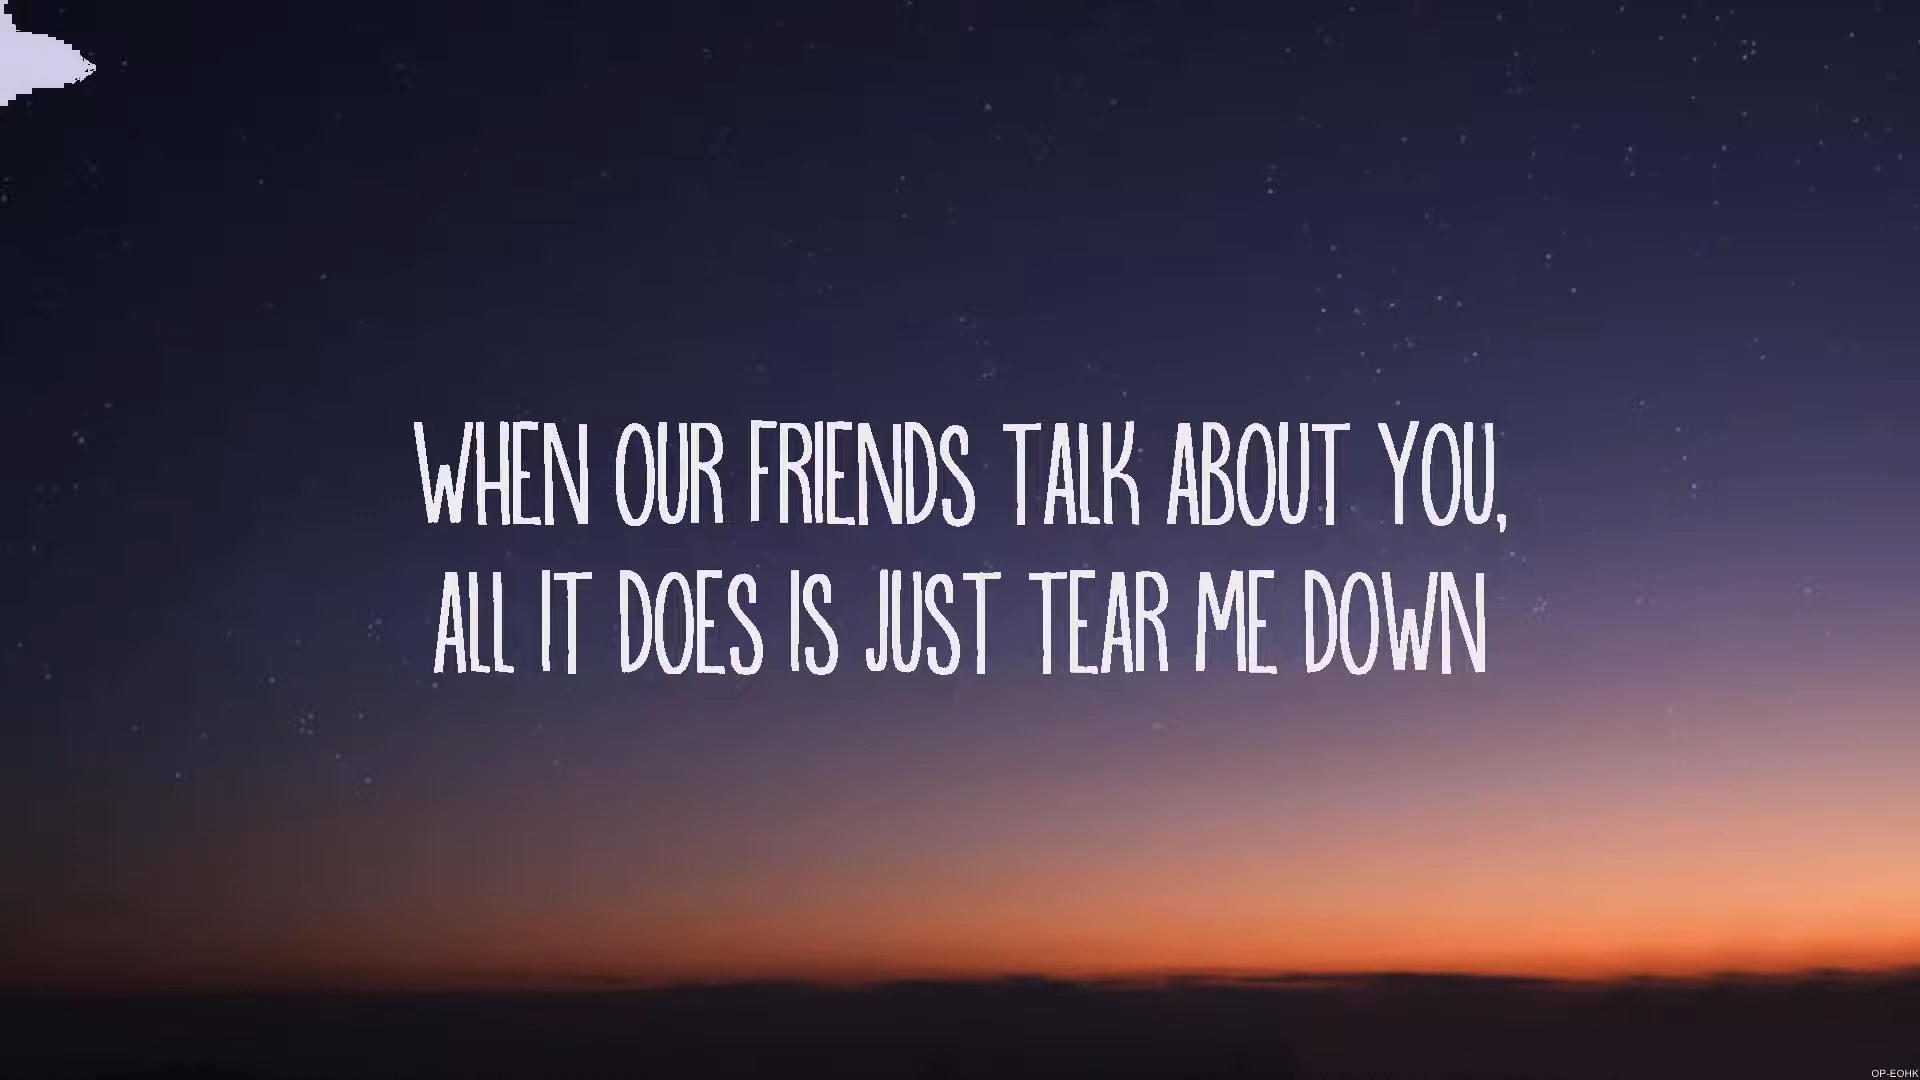 WHEN OUR FRIENDS TALK ABOUT YOU,
ALL IT DOES IS JUST TEAR ME DOWN
OP-EOHK